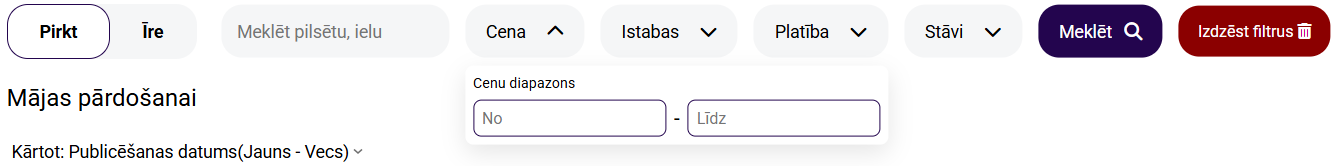 Pirkt Īre Meklēt pilsētu, ielu Cena Istabas Platība Stāvi Meklēt Izdzēst filtrus
Cenu diapazons
Mājas pārdošanai
No - Līdz
Kārtot: Publicēšanas datums(Jauns - Vecs)